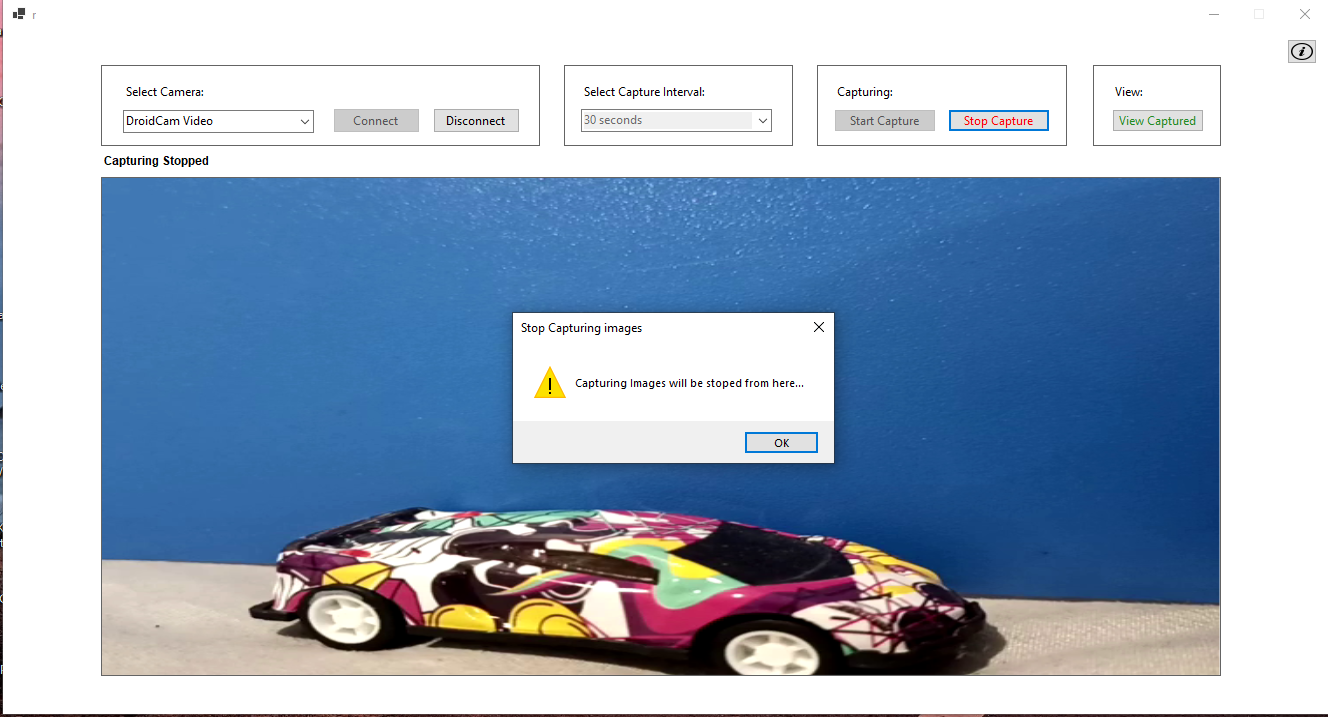 r
Select Camera:
Select Capture Interval:
Capturing:
View:
DroidCam Video
Connect
Disconnect
30 seconds
Start Capture
Stop Capture
View Captured
Capturing Stopped
Stop Capturing images
Capturing Images will be stoped from here...
OK